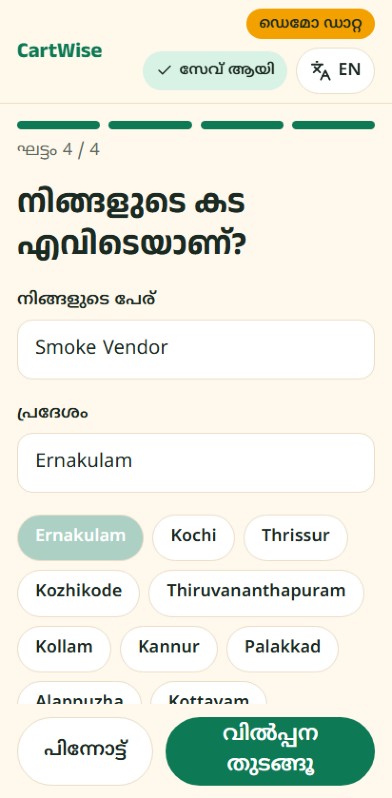 ഡെമോ ഡാറ്റ
CartWise
സേവ് ആയി
EN
ഘട്ടം 4 / 4
നിങ്ങളുടെ കട
എവിടെയാണ്?
നിങ്ങളുടെ പേര്
Smoke Vendor
പ്രദേശം
Ernakulam
Ernakulam Kochi Thrissur
Kozhikode Thiruvananthapuram
Kollam Kannur Palakkad
Alappuzha Kottayam
പിന്നോട്ട്
വിൽപ്പന
തുടങ്ങൂ